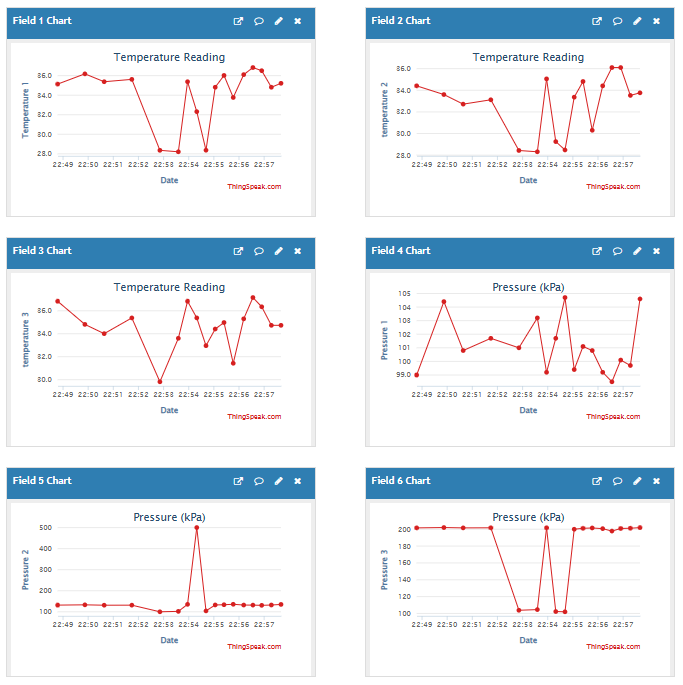 Field 1 Chart
Temperature Reading
Temperature 1
36.0
34.0
32.0
30.0
28.0
22:49 22:50 22:51 22:52 22:53 22:54 22:55 22:56 22:57
Date
ThingSpeak.com
Field 2 Chart
Temperature Reading
temperature 2
36.0
34.0
32.0
30.0
28.0
22:49 22:50 22:51 22:52 22:53 22:54 22:55 22:56 22:57
Date
ThingSpeak.com
Field 3 Chart
Temperature Reading
temperature 3
36.0
34.0
32.0
30.0
22:49 22:50 22:51 22:52 22:53 22:54 22:55 22:56 22:57
Date
ThingSpeak.com
Field 4 Chart
Pressure (kPa)
Pressure 1
105
104
103
102
101
100
99.0
22:49 22:50 22:51 22:52 22:53 22:54 22:55 22:56 22:57
Date
ThingSpeak.com
Field 5 Chart
Pressure (kPa)
Pressure 2
500
400
300
200
100
22:49 22:50 22:51 22:52 22:53 22:54 22:55 22:56 22:57
Date
ThingSpeak.com
Field 6 Chart
Pressure (kPa)
Pressure 3
200
180
160
140
120
100
22:49 22:50 22:51 22:52 22:53 22:54 22:55 22:56 22:57
Date
ThingSpeak.com